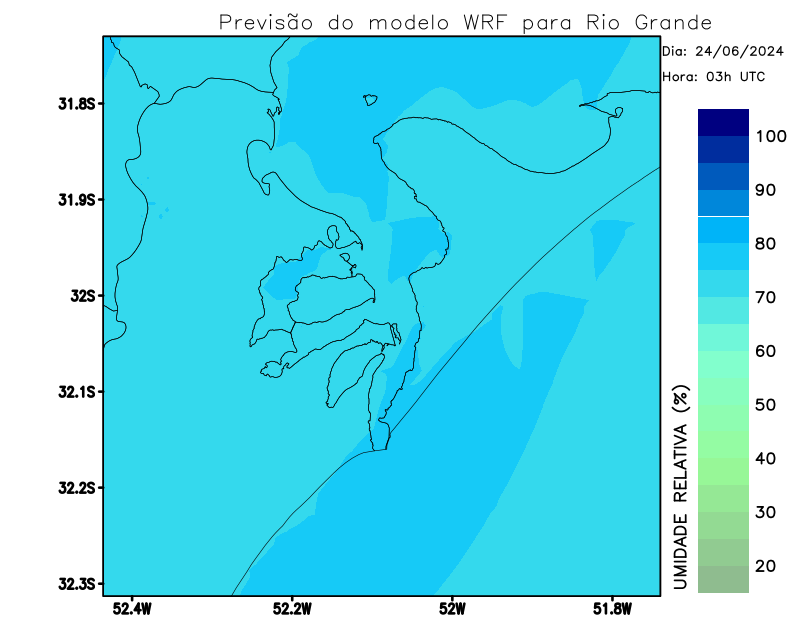 Previsão do modelo WRF para Rio Grande
Dia: 24/06/2024
Hora: 03h UTC
31.8S
31.9S
32S
32.1S
32.2S
32.3S
52.4W
52.2W
52W
51.8W
100
90
80
70
60
50
40
30
20
UMIDADE RELATIVA (%)